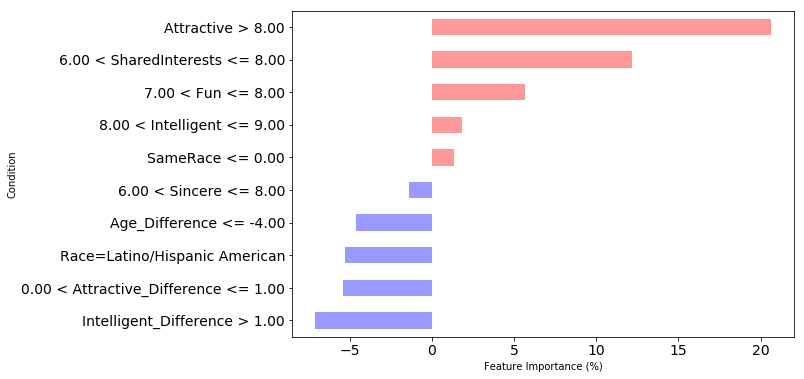 Attractive > 8.00
6.00 < SharedInterests <= 8.00
7.00 < Fun <= 8.00
8.00 < Intelligent <= 9.00
SameRace <= 0.00
6.00 < Sincere <= 8.00
Age_Difference <= -4.00
Race=Latino/Hispanic American
0.00 < Attractive_Difference <= 1.00
Intelligent_Difference > 1.00
Condition
−5 0 5 10 15 20
Feature Importance (%)